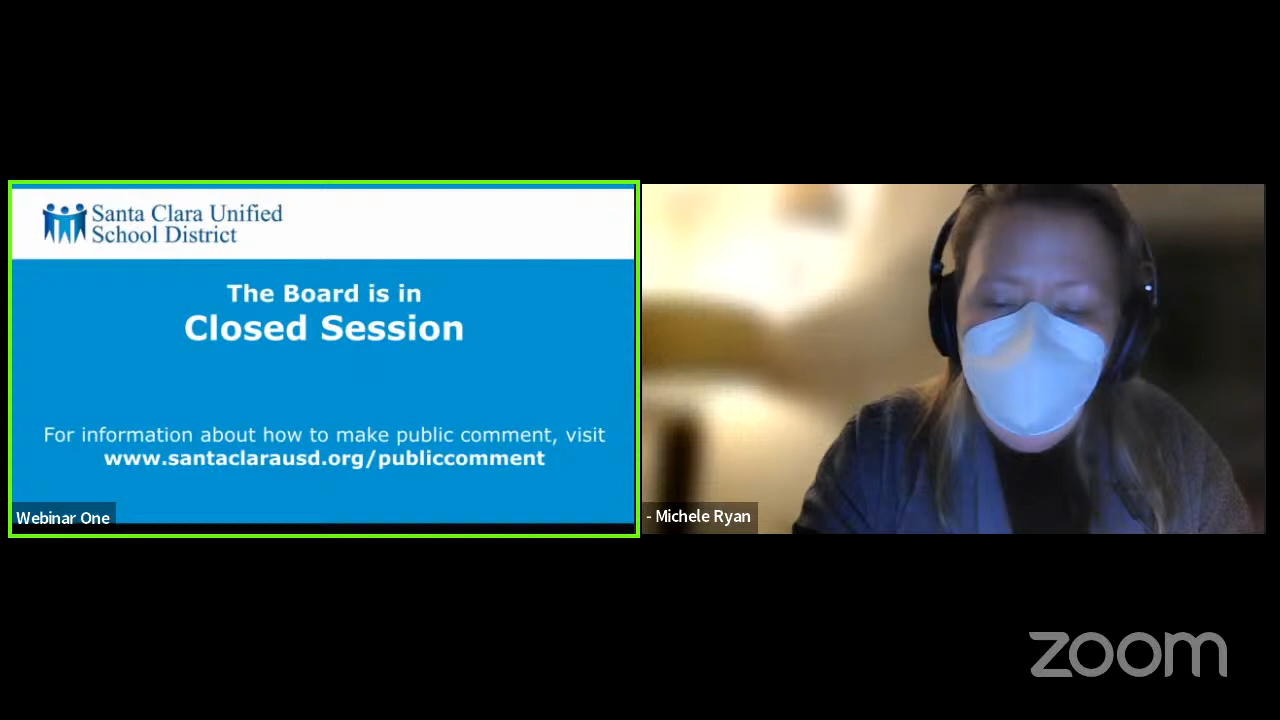 Santa Clara Unified
School District
The Board is in
Closed Session
For information about how to make public comment, visit
www.santaclarausd.org/publiccomment
Webinar One
- Michele Ryan
zoom